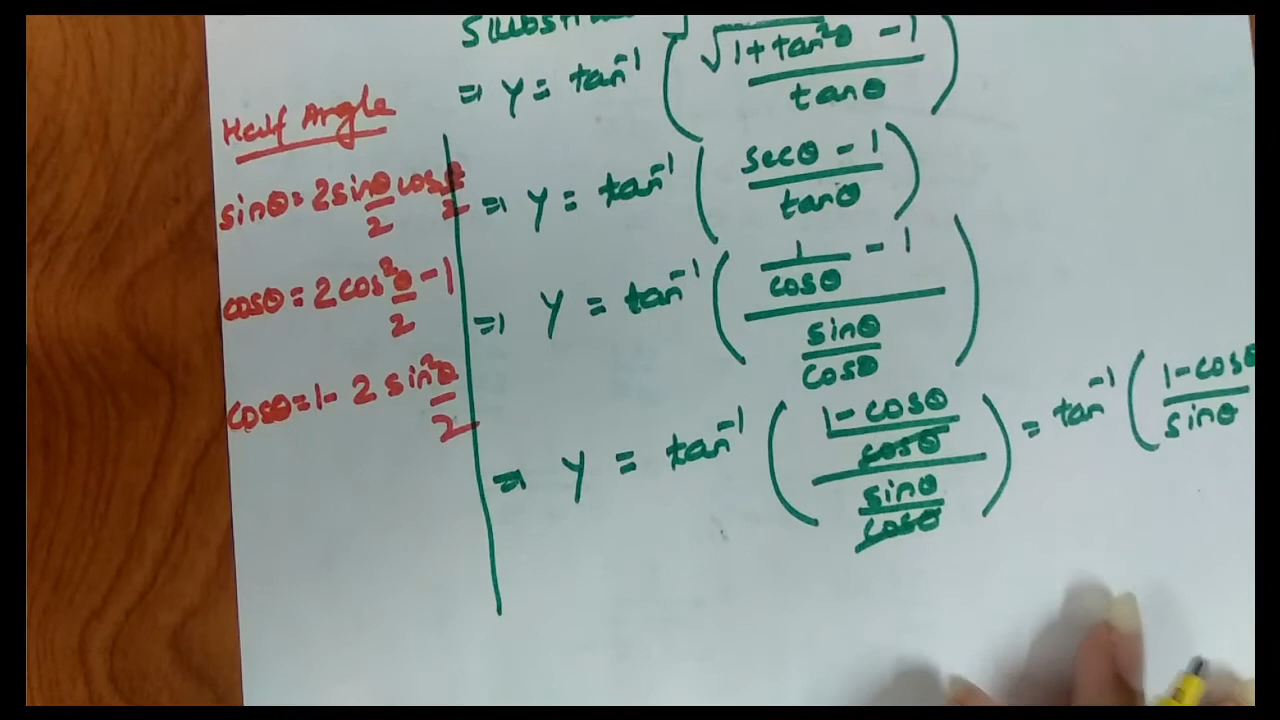 ⇒ y = tan⁻¹ ( (√(1+tan²θ) - 1) / tanθ )
Half Angle
sinθ = 2sin θ/2 cos θ/2
cosθ = 2cos² θ/2 - 1
cosθ = 1 - 2 sin² θ/2
⇒ y = tan⁻¹ ( (secθ - 1) / tanθ )
⇒ y = tan⁻¹ ( (1/cosθ - 1) / (sinθ/cosθ) )
⇒ y = tan⁻¹ ( ((1 - cosθ)/cosθ) / (sinθ/cosθ) ) = tan⁻¹ ( (1 - cosθ) / sinθ